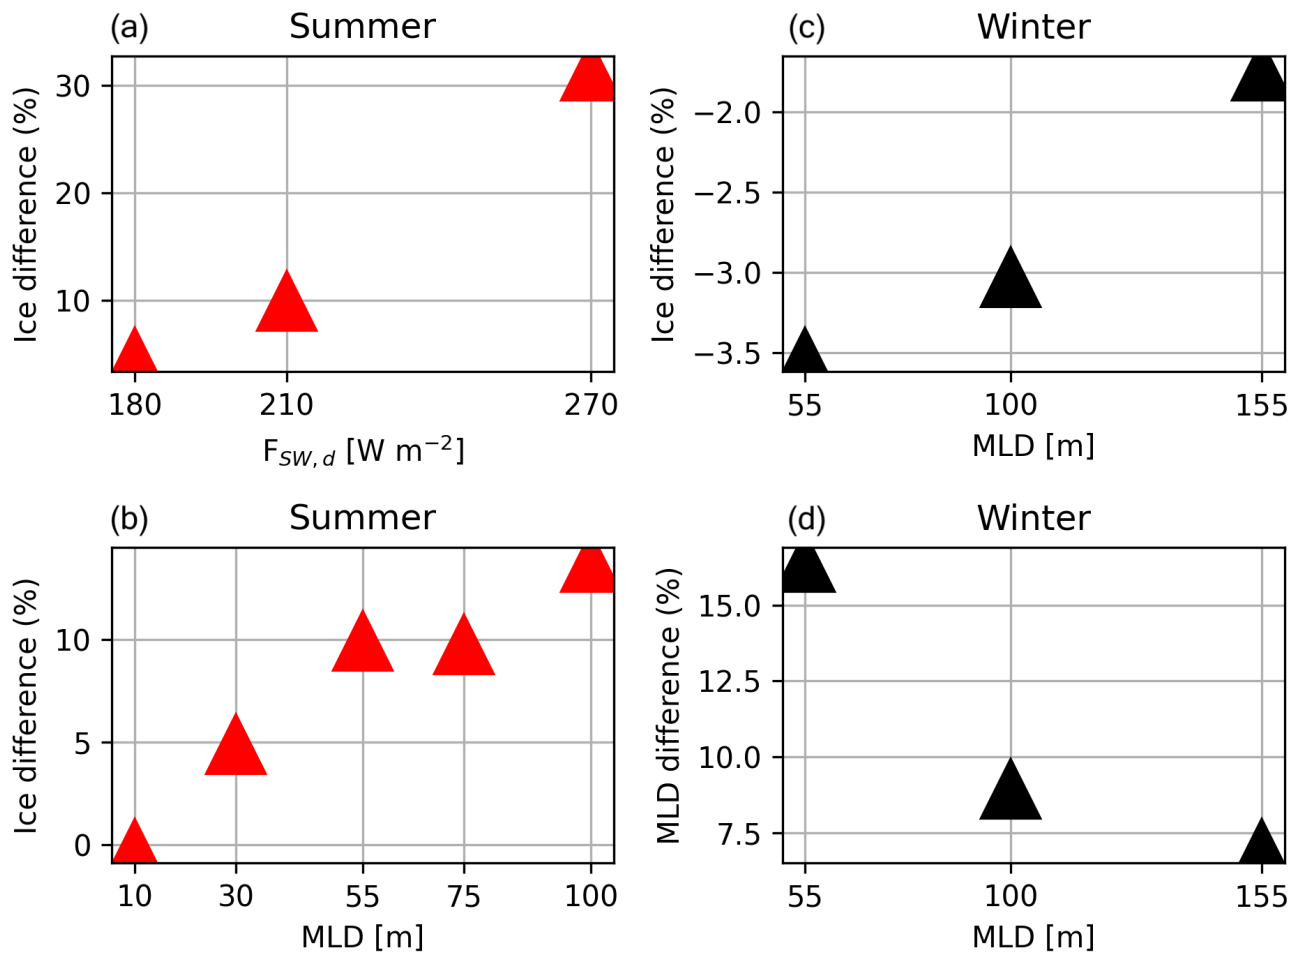 (a) Summer
Ice difference (%)
30
20
10
180 210 270
F_SW,d [W m⁻²]
(c) Winter
Ice difference (%)
−2.0
−2.5
−3.0
−3.5
55 100 155
MLD [m]
(b) Summer
Ice difference (%)
10
5
0
10 30 55 75 100
MLD [m]
(d) Winter
MLD difference (%)
15.0
12.5
10.0
7.5
55 100 155
MLD [m]